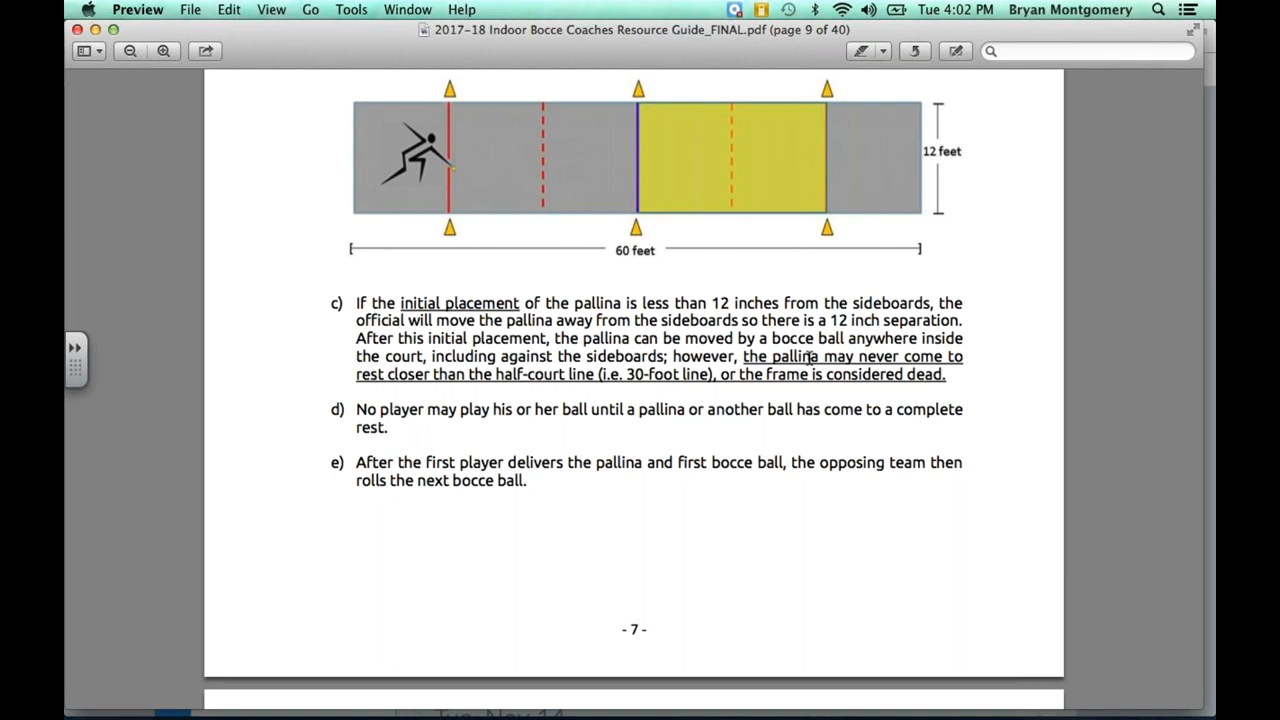 Preview File Edit View Go Tools Window Help Tue 4:02 PM Bryan Montgomery
2017-18 Indoor Bocce Coaches Resource Guide_FINAL.pdf (page 9 of 40)
12 feet
60 feet
c) If the initial placement of the pallina is less than 12 inches from the sideboards, the
official will move the pallina away from the sideboards so there is a 12 inch separation.
After this initial placement, the pallina can be moved by a bocce ball anywhere inside
the court, including against the sideboards; however, the pallina may never come to
rest closer than the half-court line (i.e. 30-foot line), or the frame is considered dead.
d) No player may play his or her ball until a pallina or another ball has come to a complete
rest.
e) After the first player delivers the pallina and first bocce ball, the opposing team then
rolls the next bocce ball.
- 7 -
Tue, Nov 14